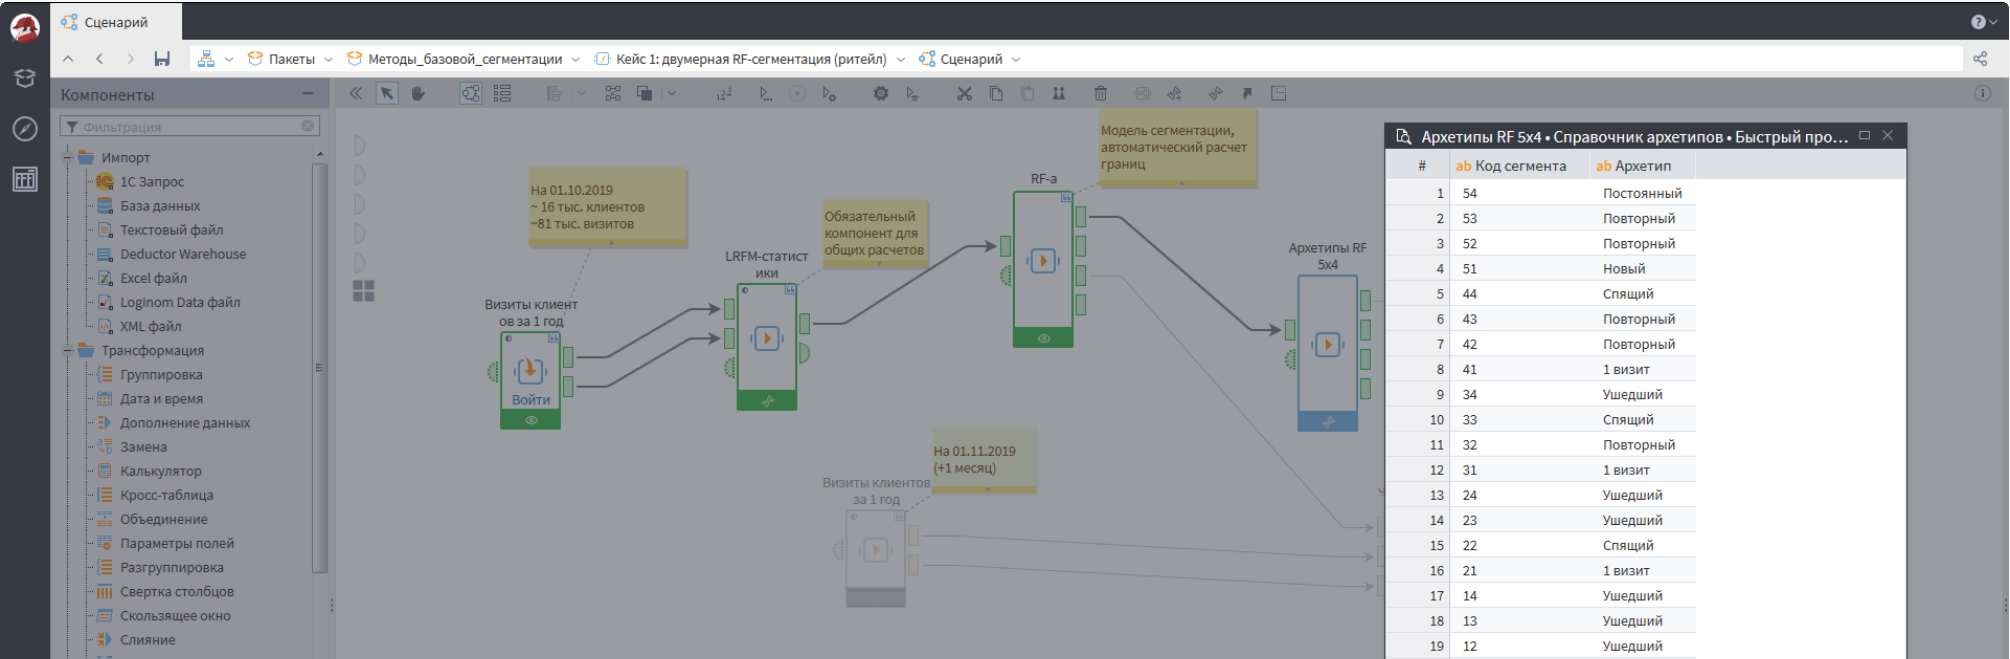 Сценарий
Пакеты
Методы_базовой_сегментации
Кейс 1: двумерная RF-сегментация (ритейл)
Сценарий
Компоненты
Фильтрация
Импорт
1С Запрос
База данных
Текстовый файл
Deductor Warehouse
Excel файл
Loginom Data файл
XML файл
Трансформация
Группировка
Дата и время
Дополнение данных
Замена
Калькулятор
Кросс-таблица
Объединение
Параметры полей
Разгруппировка
Свертка столбцов
Скользящее окно
Слияние
На 01.10.2019
~ 16 тыс. клиентов
~81 тыс. визитов
Визиты клиент
ов за 1 год
Войти
Обязательный
компонент для
общих расчетов
LRFM-статист
ики
Модель сегментации,
автоматический расчет
границ
RF-a
Архетипы RF
5x4
На 01.11.2019
(+1 месяц)
Визиты клиентов
за 1 год
Архетипы RF 5x4 • Справочник архетипов • Быстрый про...
# ab Код сегмента ab Архетип
1 54 Постоянный
2 53 Повторный
3 52 Повторный
4 51 Новый
5 44 Спящий
6 43 Повторный
7 42 Повторный
8 41 1 визит
9 34 Ушедший
10 33 Спящий
11 32 Повторный
12 31 1 визит
13 24 Ушедший
14 23 Ушедший
15 22 Спящий
16 21 1 визит
17 14 Ушедший
18 13 Ушедший
19 12 Ушедший